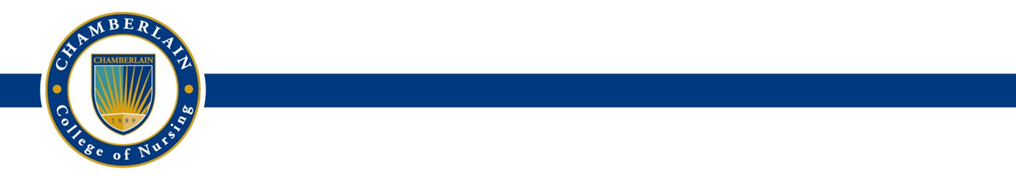 CHAMBERLAIN
CHAMBERLAIN
1889
College of Nursing